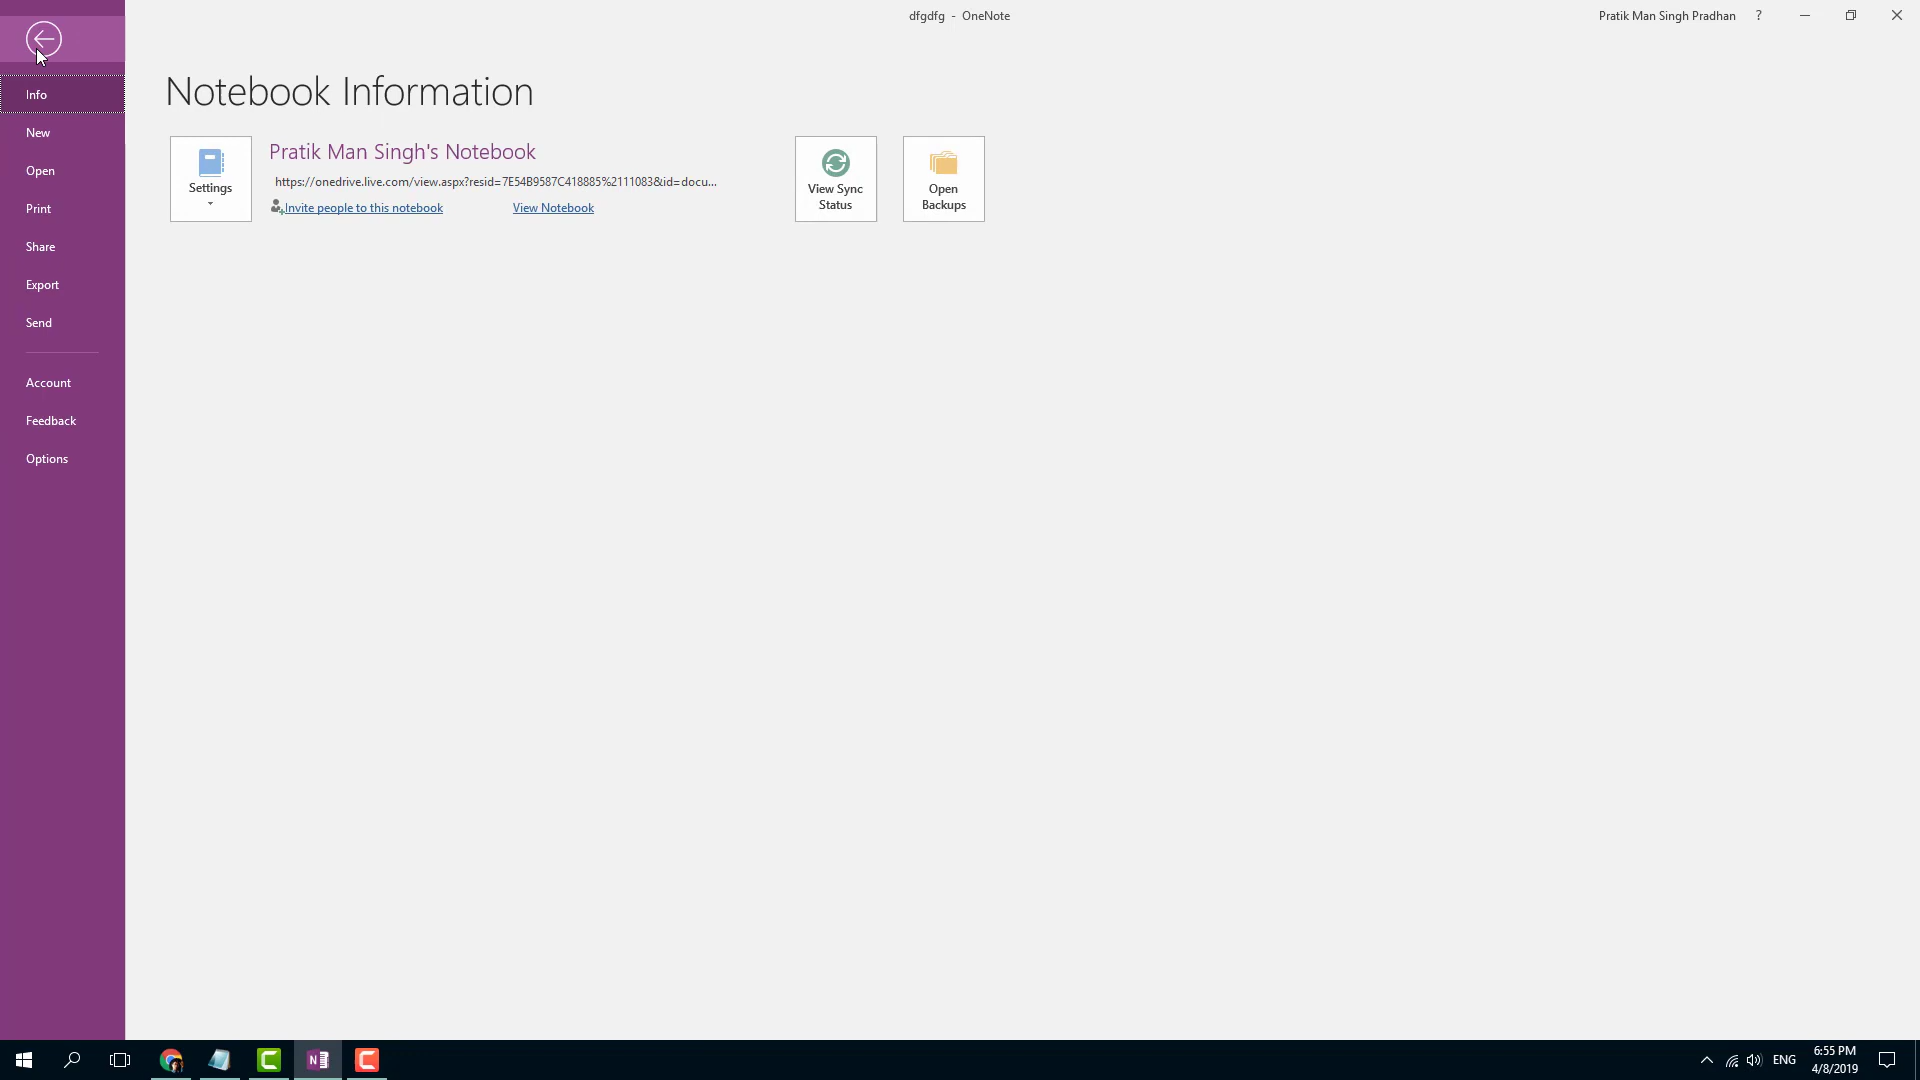 dfgdfg - OneNote
Pratik Man Singh Pradhan
?
Info
New
Open
Print
Share
Export
Send
Account
Feedback
Options
Notebook Information
Settings
Pratik Man Singh's Notebook
https://onedrive.live.com/view.aspx?resid=7E54B9587C418885%2111083&id=docu...
Invite people to this notebook
View Notebook
View Sync
Status
Open
Backups
N
ENG
6:55 PM
4/8/2019